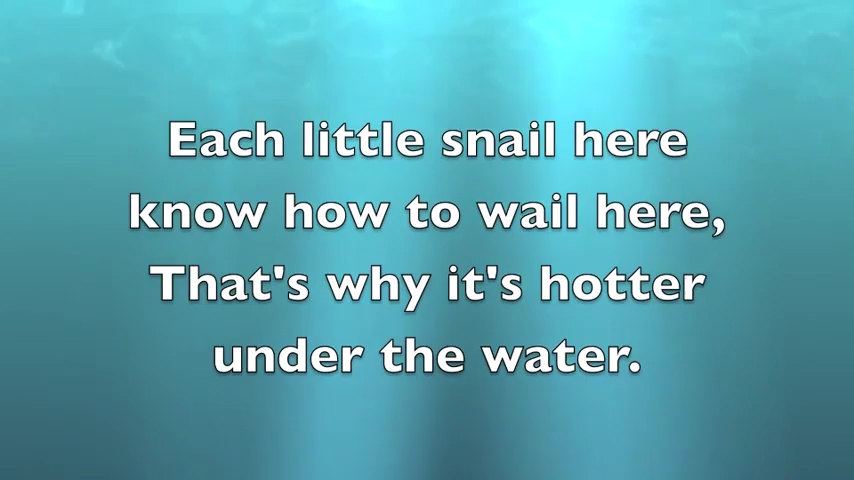 Each little snail here
know how to wail here,
That's why it's hotter
under the water.